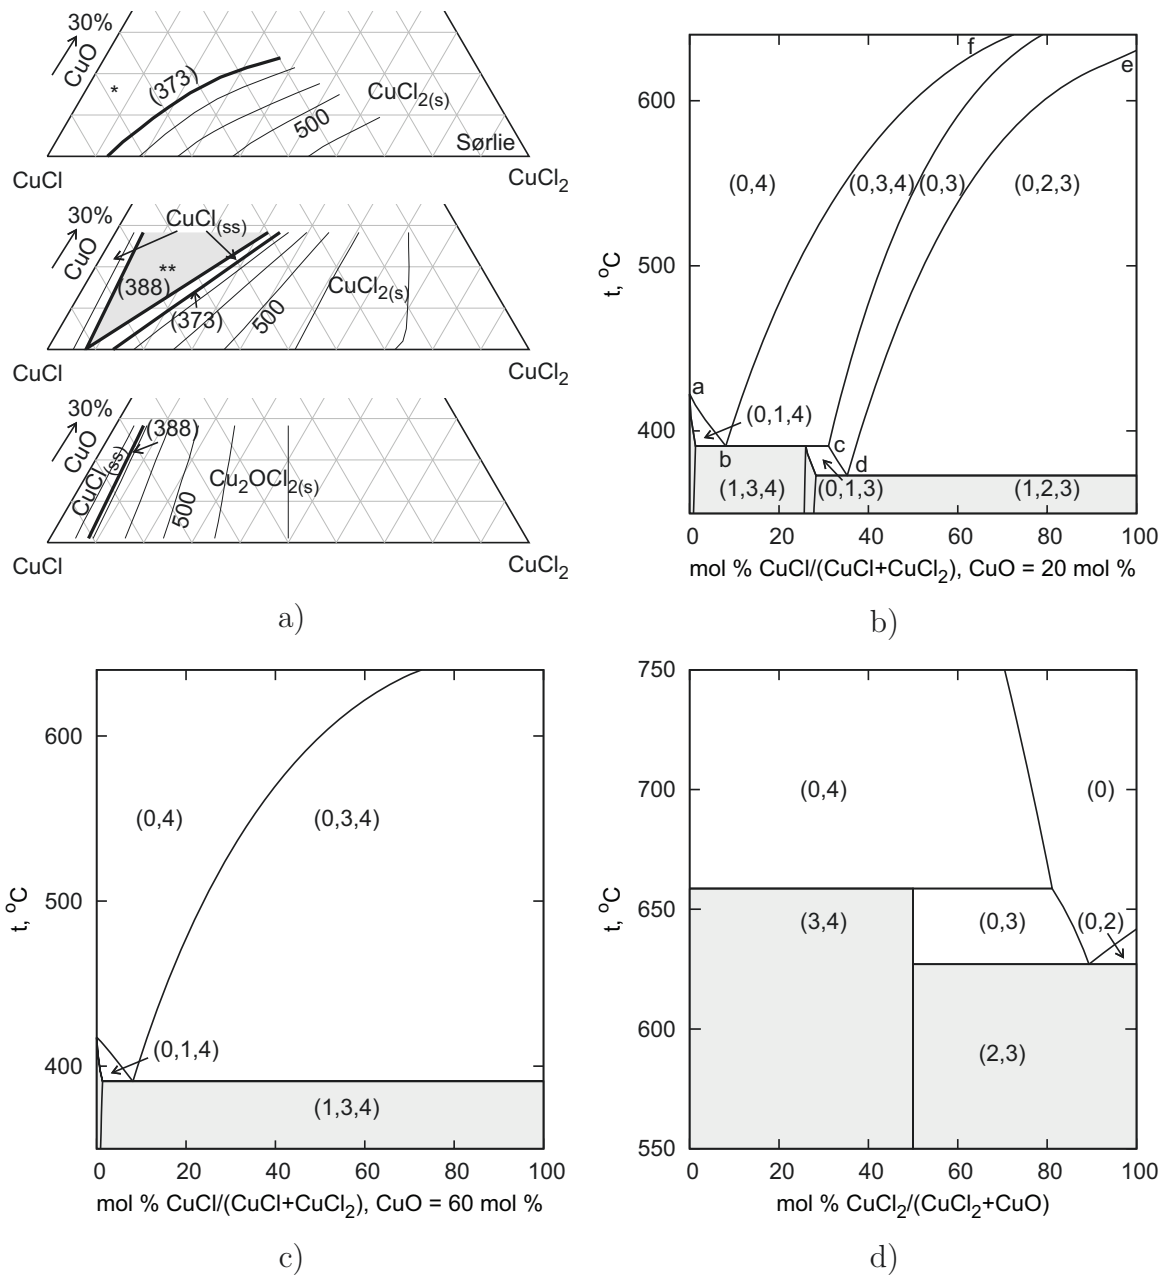 30%
CuO
*
(373)
CuCl2(s)
500
Sørlie
CuCl
CuCl2
30%
CuO
CuCl(ss)
**
(388)
(373)
500
CuCl2(s)
CuCl
CuCl2
30%
CuO
CuCl(ss)
(388)
500
Cu2OCl2(s)
CuCl
CuCl2
a)
600
500
400
t, oC
f
e
(0,4)
(0,3,4)
(0,3)
(0,2,3)
a
(0,1,4)
b
c
d
(1,3,4)
(0,1,3)
(1,2,3)
0 20 40 60 80 100
mol % CuCl/(CuCl+CuCl2), CuO = 20 mol %
b)
600
500
400
t, oC
(0,4)
(0,3,4)
(0,1,4)
(1,3,4)
0 20 40 60 80 100
mol % CuCl/(CuCl+CuCl2), CuO = 60 mol %
c)
750
700
650
600
550
t, oC
(0,4)
(0)
(3,4)
(0,3)
(0,2)
(2,3)
0 20 40 60 80 100
mol % CuCl2/(CuCl2+CuO)
d)